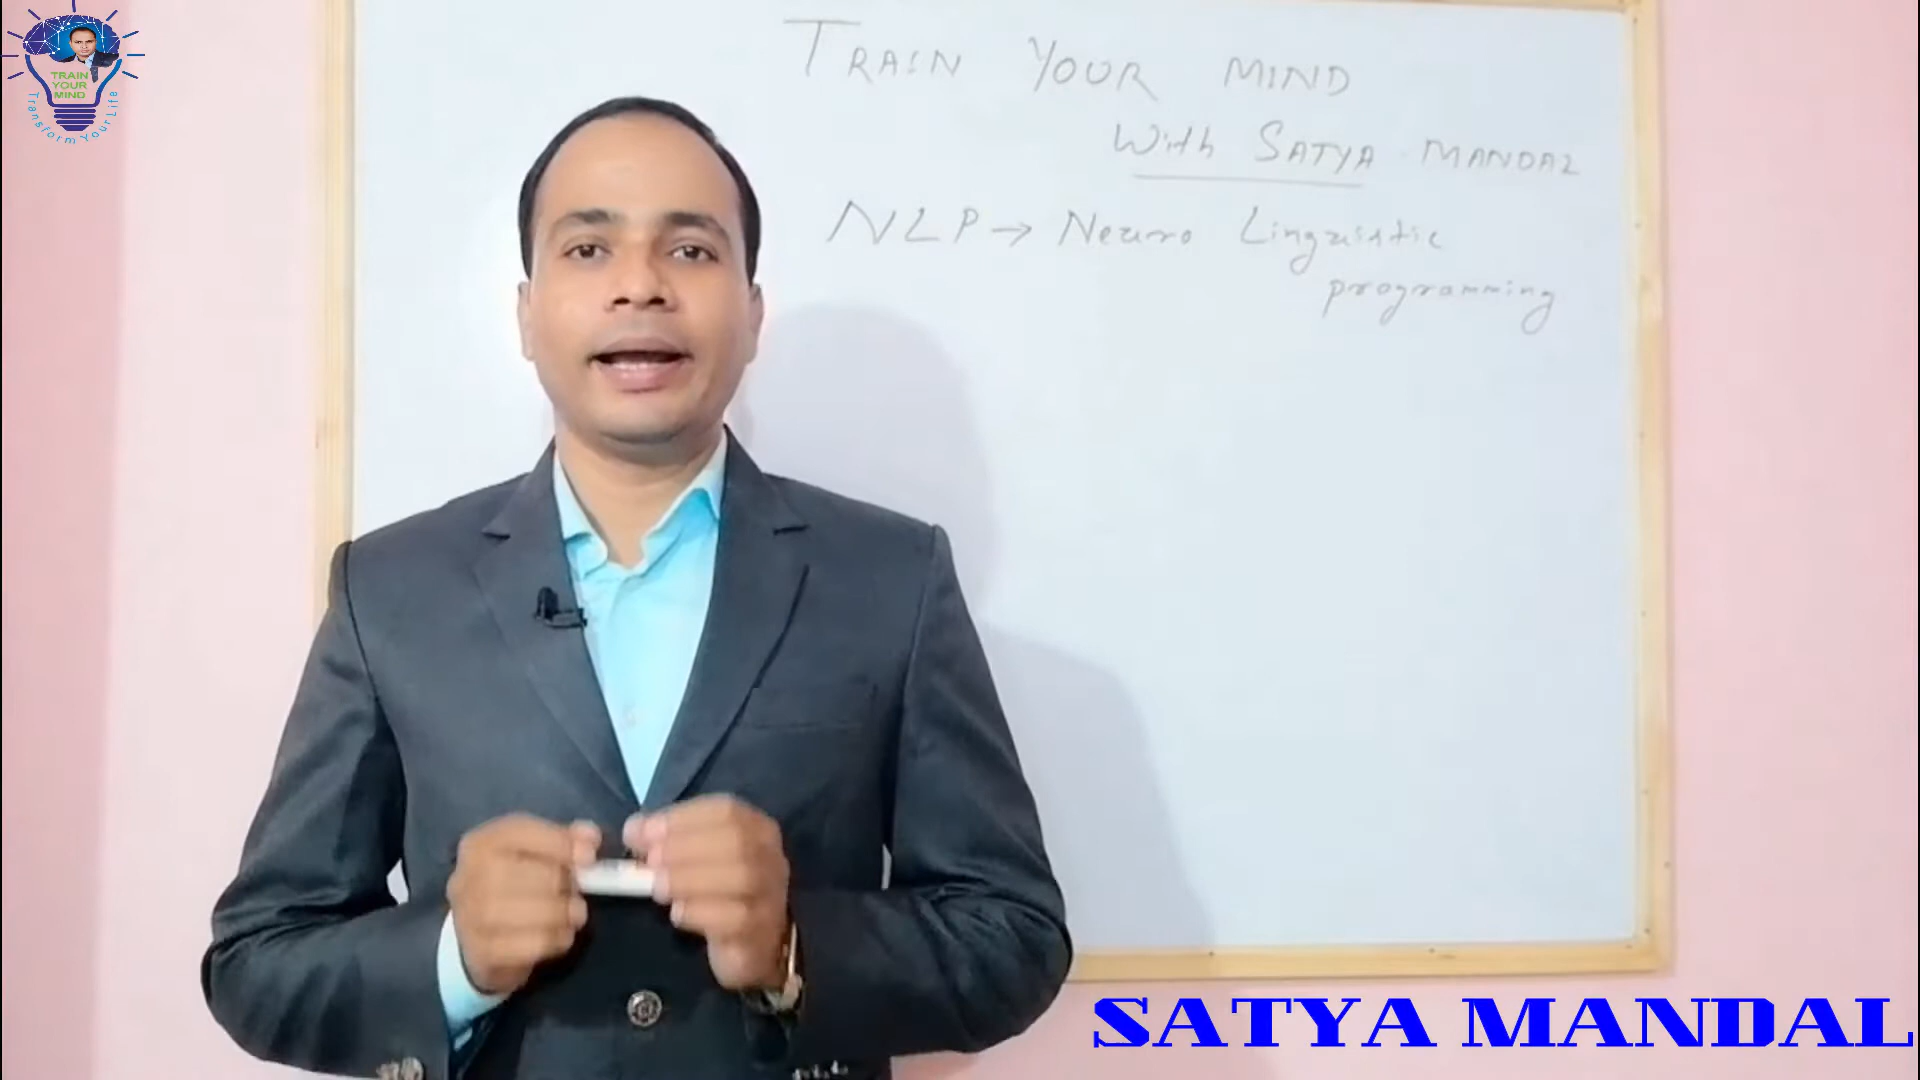 TRAIN
YOUR
MIND
Transform Your Life
TRAIN YOUR MIND
With SATYA MANDAL
NLP → Neuro Linguistic
programming
SATYA MANDAL